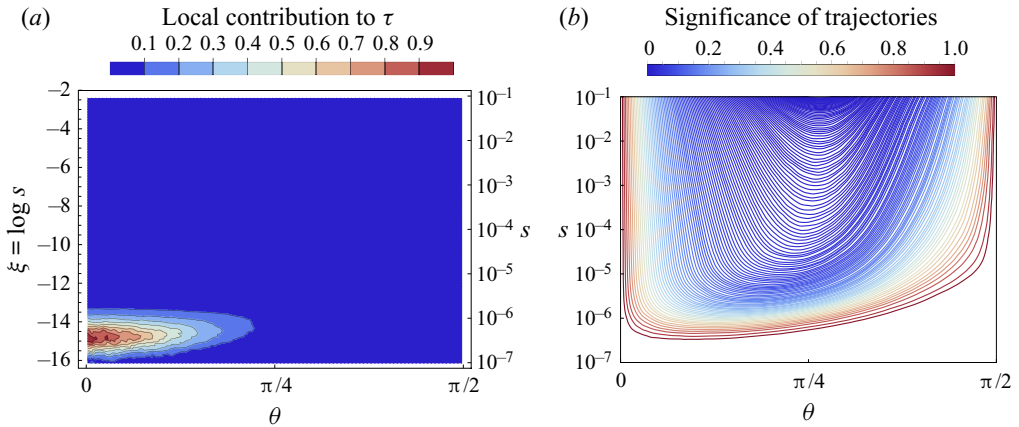 (a) Local contribution to τ
0.1 0.2 0.3 0.4 0.5 0.6 0.7 0.8 0.9
−2
−4
−6
−8
−10
−12
−14
−16
ξ = log s
10⁻¹
10⁻²
10⁻³
10⁻⁴
10⁻⁵
10⁻⁶
10⁻⁷
s
0 π/4 π/2
θ
(b) Significance of trajectories
0 0.2 0.4 0.6 0.8 1.0
10⁻¹
10⁻²
10⁻³
10⁻⁴
10⁻⁵
10⁻⁶
10⁻⁷
s
0 π/4 π/2
θ